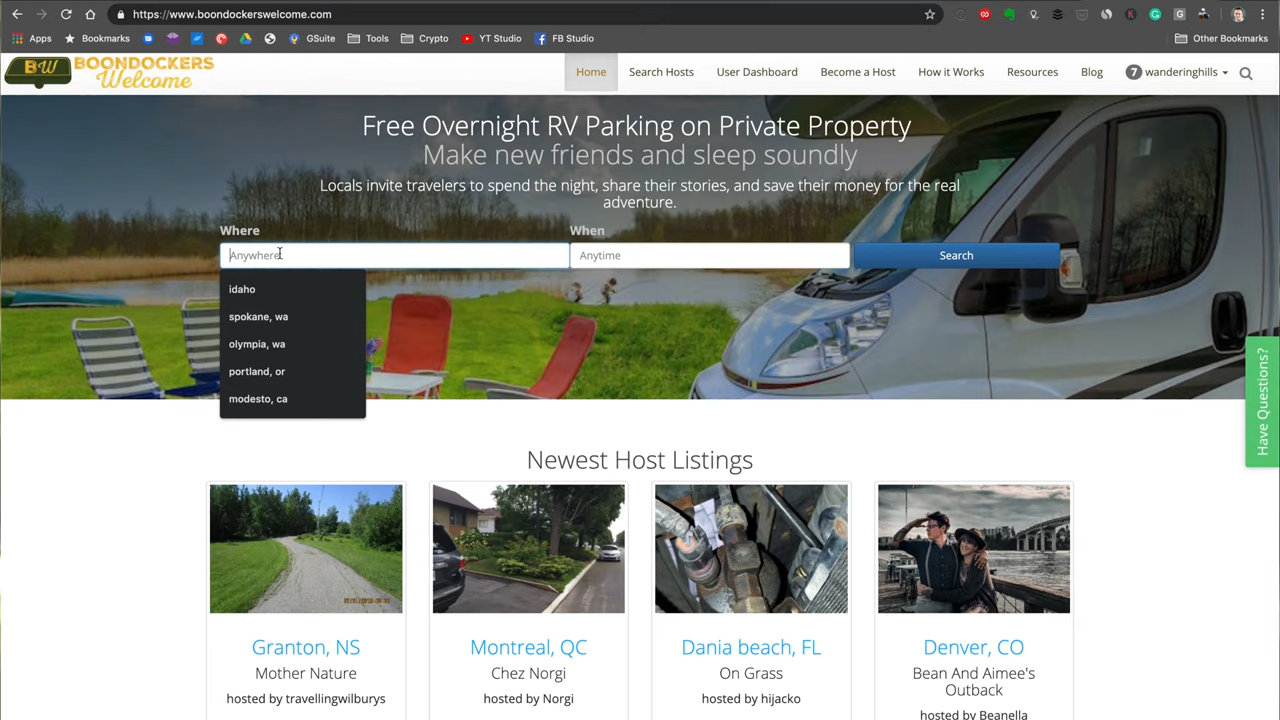 https://www.boondockerswelcome.com
Apps
Bookmarks
GSuite
Tools
Crypto
YT Studio
FB Studio
Other Bookmarks
BW BOONDOCKERS
Welcome
Home
Search Hosts
User Dashboard
Become a Host
How it Works
Resources
Blog
7 wanderinghills
Free Overnight RV Parking on Private Property
Make new friends and sleep soundly
Locals invite travelers to spend the night, share their stories, and save their money for the real
adventure.
Where
When
Anywhere
Anytime
Search
idaho
spokane, wa
olympia, wa
portland, or
modesto, ca
Have Questions?
Newest Host Listings
Granton, NS
Mother Nature
hosted by travellingwilburys
Montreal, QC
Chez Norgi
hosted by Norgi
Dania beach, FL
On Grass
hosted by hijacko
Denver, CO
Bean And Aimee's
Outback
hosted by Beanella